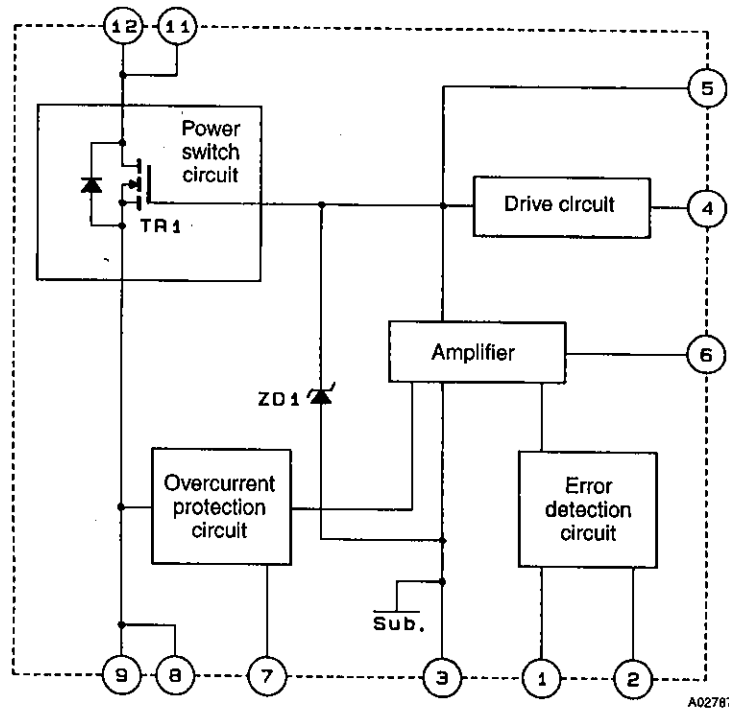 12 11
5
Power
switch
circuit
TR1
Drive circuit
4
Amplifier
6
ZD1
Overcurrent
protection
circuit
Error
detection
circuit
Sub.
9 8 7 3 1 2
A02787